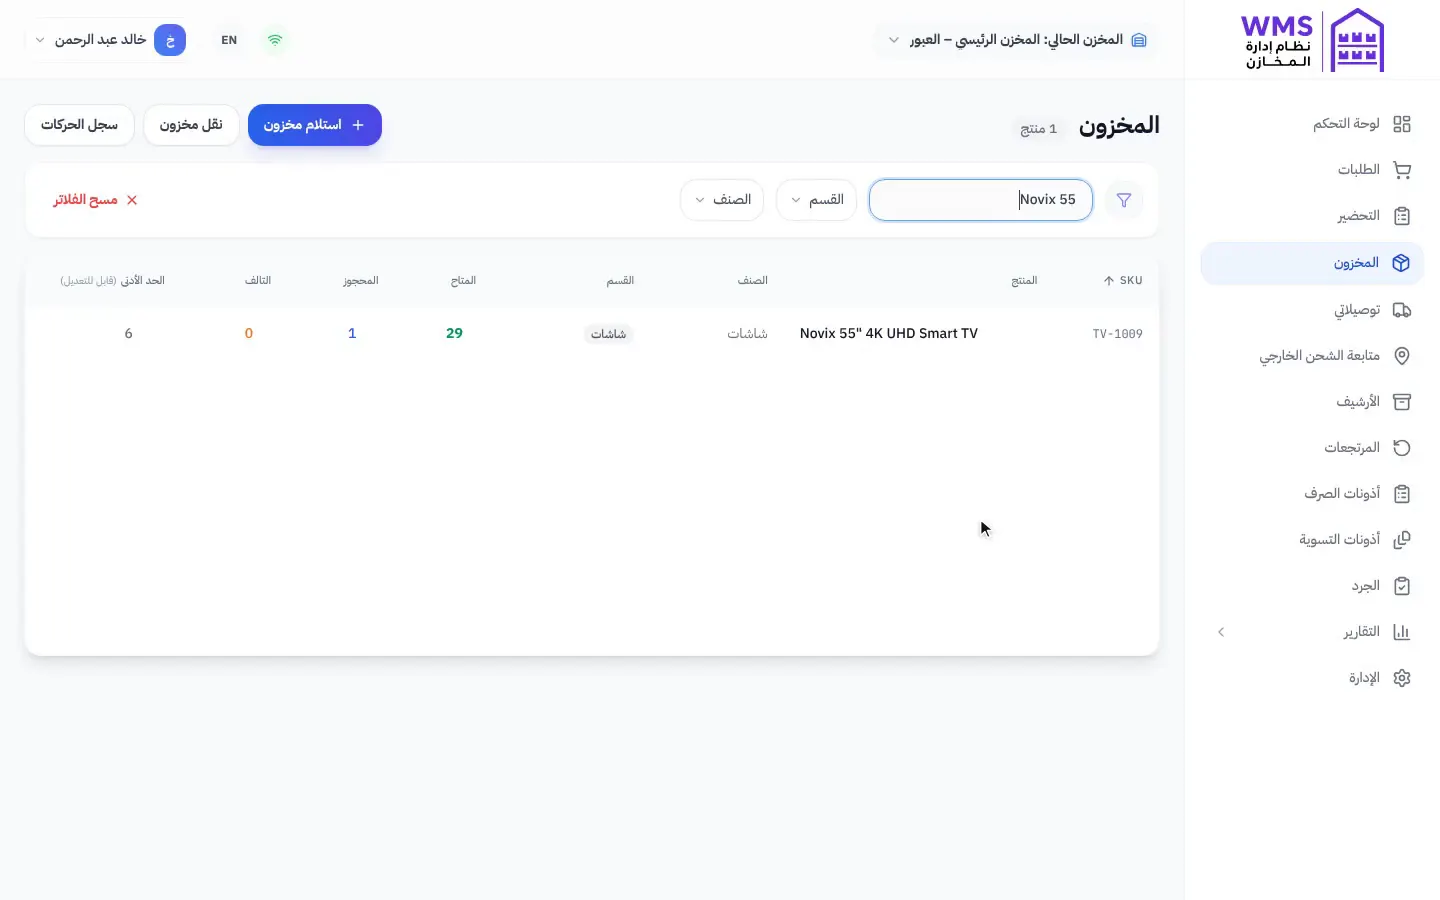 WMS
نظام إدارة
المخازن
المخزن الحالي: المخزن الرئيسي – العبور
EN
خ
خالد عبد الرحمن
لوحة التحكم
الطلبات
التحضير
المخزون
توصيلاتي
متابعة الشحن الخارجي
الأرشيف
المرتجعات
أذونات الصرف
أذونات التسوية
الجرد
التقارير
الإدارة
المخزون
1 منتج
استلام مخزون
نقل مخزون
سجل الحركات
Novix 55
القسم
الصنف
مسح الفلاتر
SKU
المنتج
الصنف
القسم
المتاح
المحجوز
التالف
الحد الأدنى (قابل للتعديل)
TV-1009
Novix 55" 4K UHD Smart TV
شاشات
شاشات
29
1
0
6